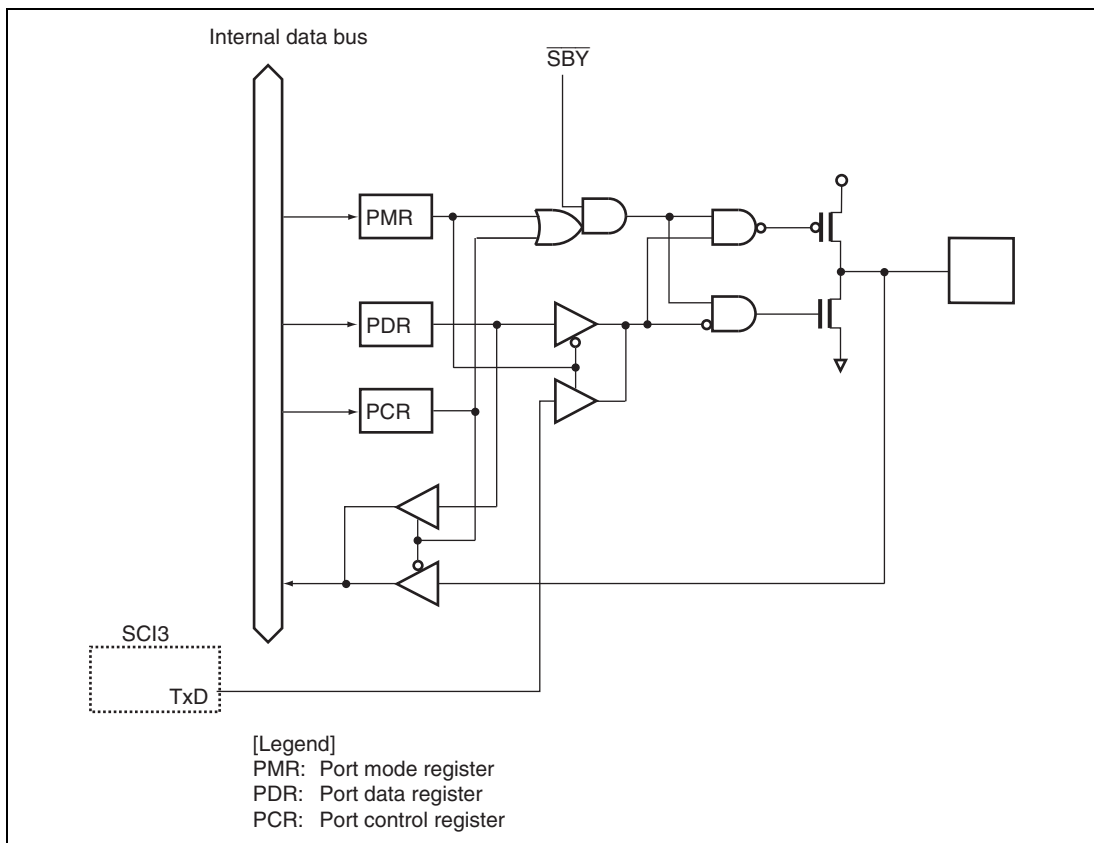 Internal data bus
SBY
PMR
PDR
PCR
SCI3
TxD
[Legend]
PMR: Port mode register
PDR: Port data register
PCR: Port control register